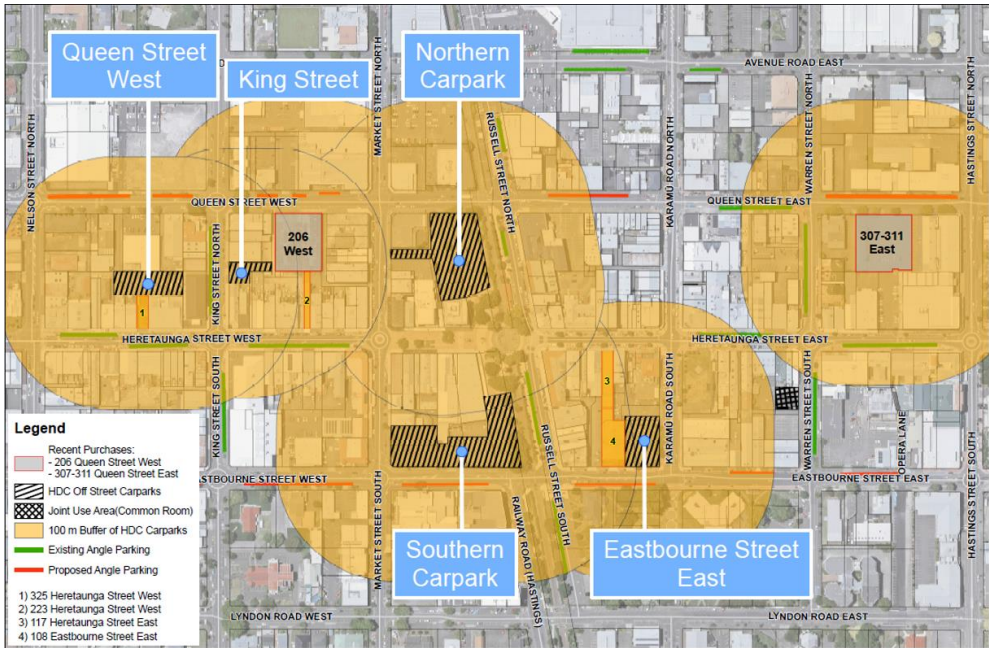 Queen Street
West
King Street
Northern
Carpark
AVENUE ROAD EAST
NELSON STREET NORTH
MARKET STREET NORTH
RUSSELL STREET NORTH
KARAMU ROAD NORTH
WARREN STREET NORTH
HASTINGS STREET NORTH
QUEEN STREET WEST
QUEEN STREET EAST
KING STREET NORTH
206
West
307-311
East
1
2
HERETAUNGA STREET WEST
HERETAUNGA STREET EAST
3
4
KING STREET SOUTH
MARKET STREET SOUTH
RUSSELL STREET SOUTH
KARAMU ROAD SOUTH
WARREN STREET SOUTH
OPERA LANE
HASTINGS STREET SOUTH
ASTBOURNE STREET WEST
EASTBOURNE STREET EAST
RAILWAY ROAD (HASTINGS)
Southern
Carpark
Eastbourne Street
East
LYNDON ROAD WEST
LYNDON ROAD EAST
Legend
Recent Purchases:
- 206 Queen Street West
- 307-311 Queen Street East
HDC Off Street Carparks
Joint Use Area(Common Room)
100 m Buffer of HDC Carparks
Existing Angle Parking
Proposed Angle Parking
1) 325 Heretaunga Street West
2) 223 Heretaunga Street West
3) 117 Heretaunga Street East
4) 108 Eastbourne Street East